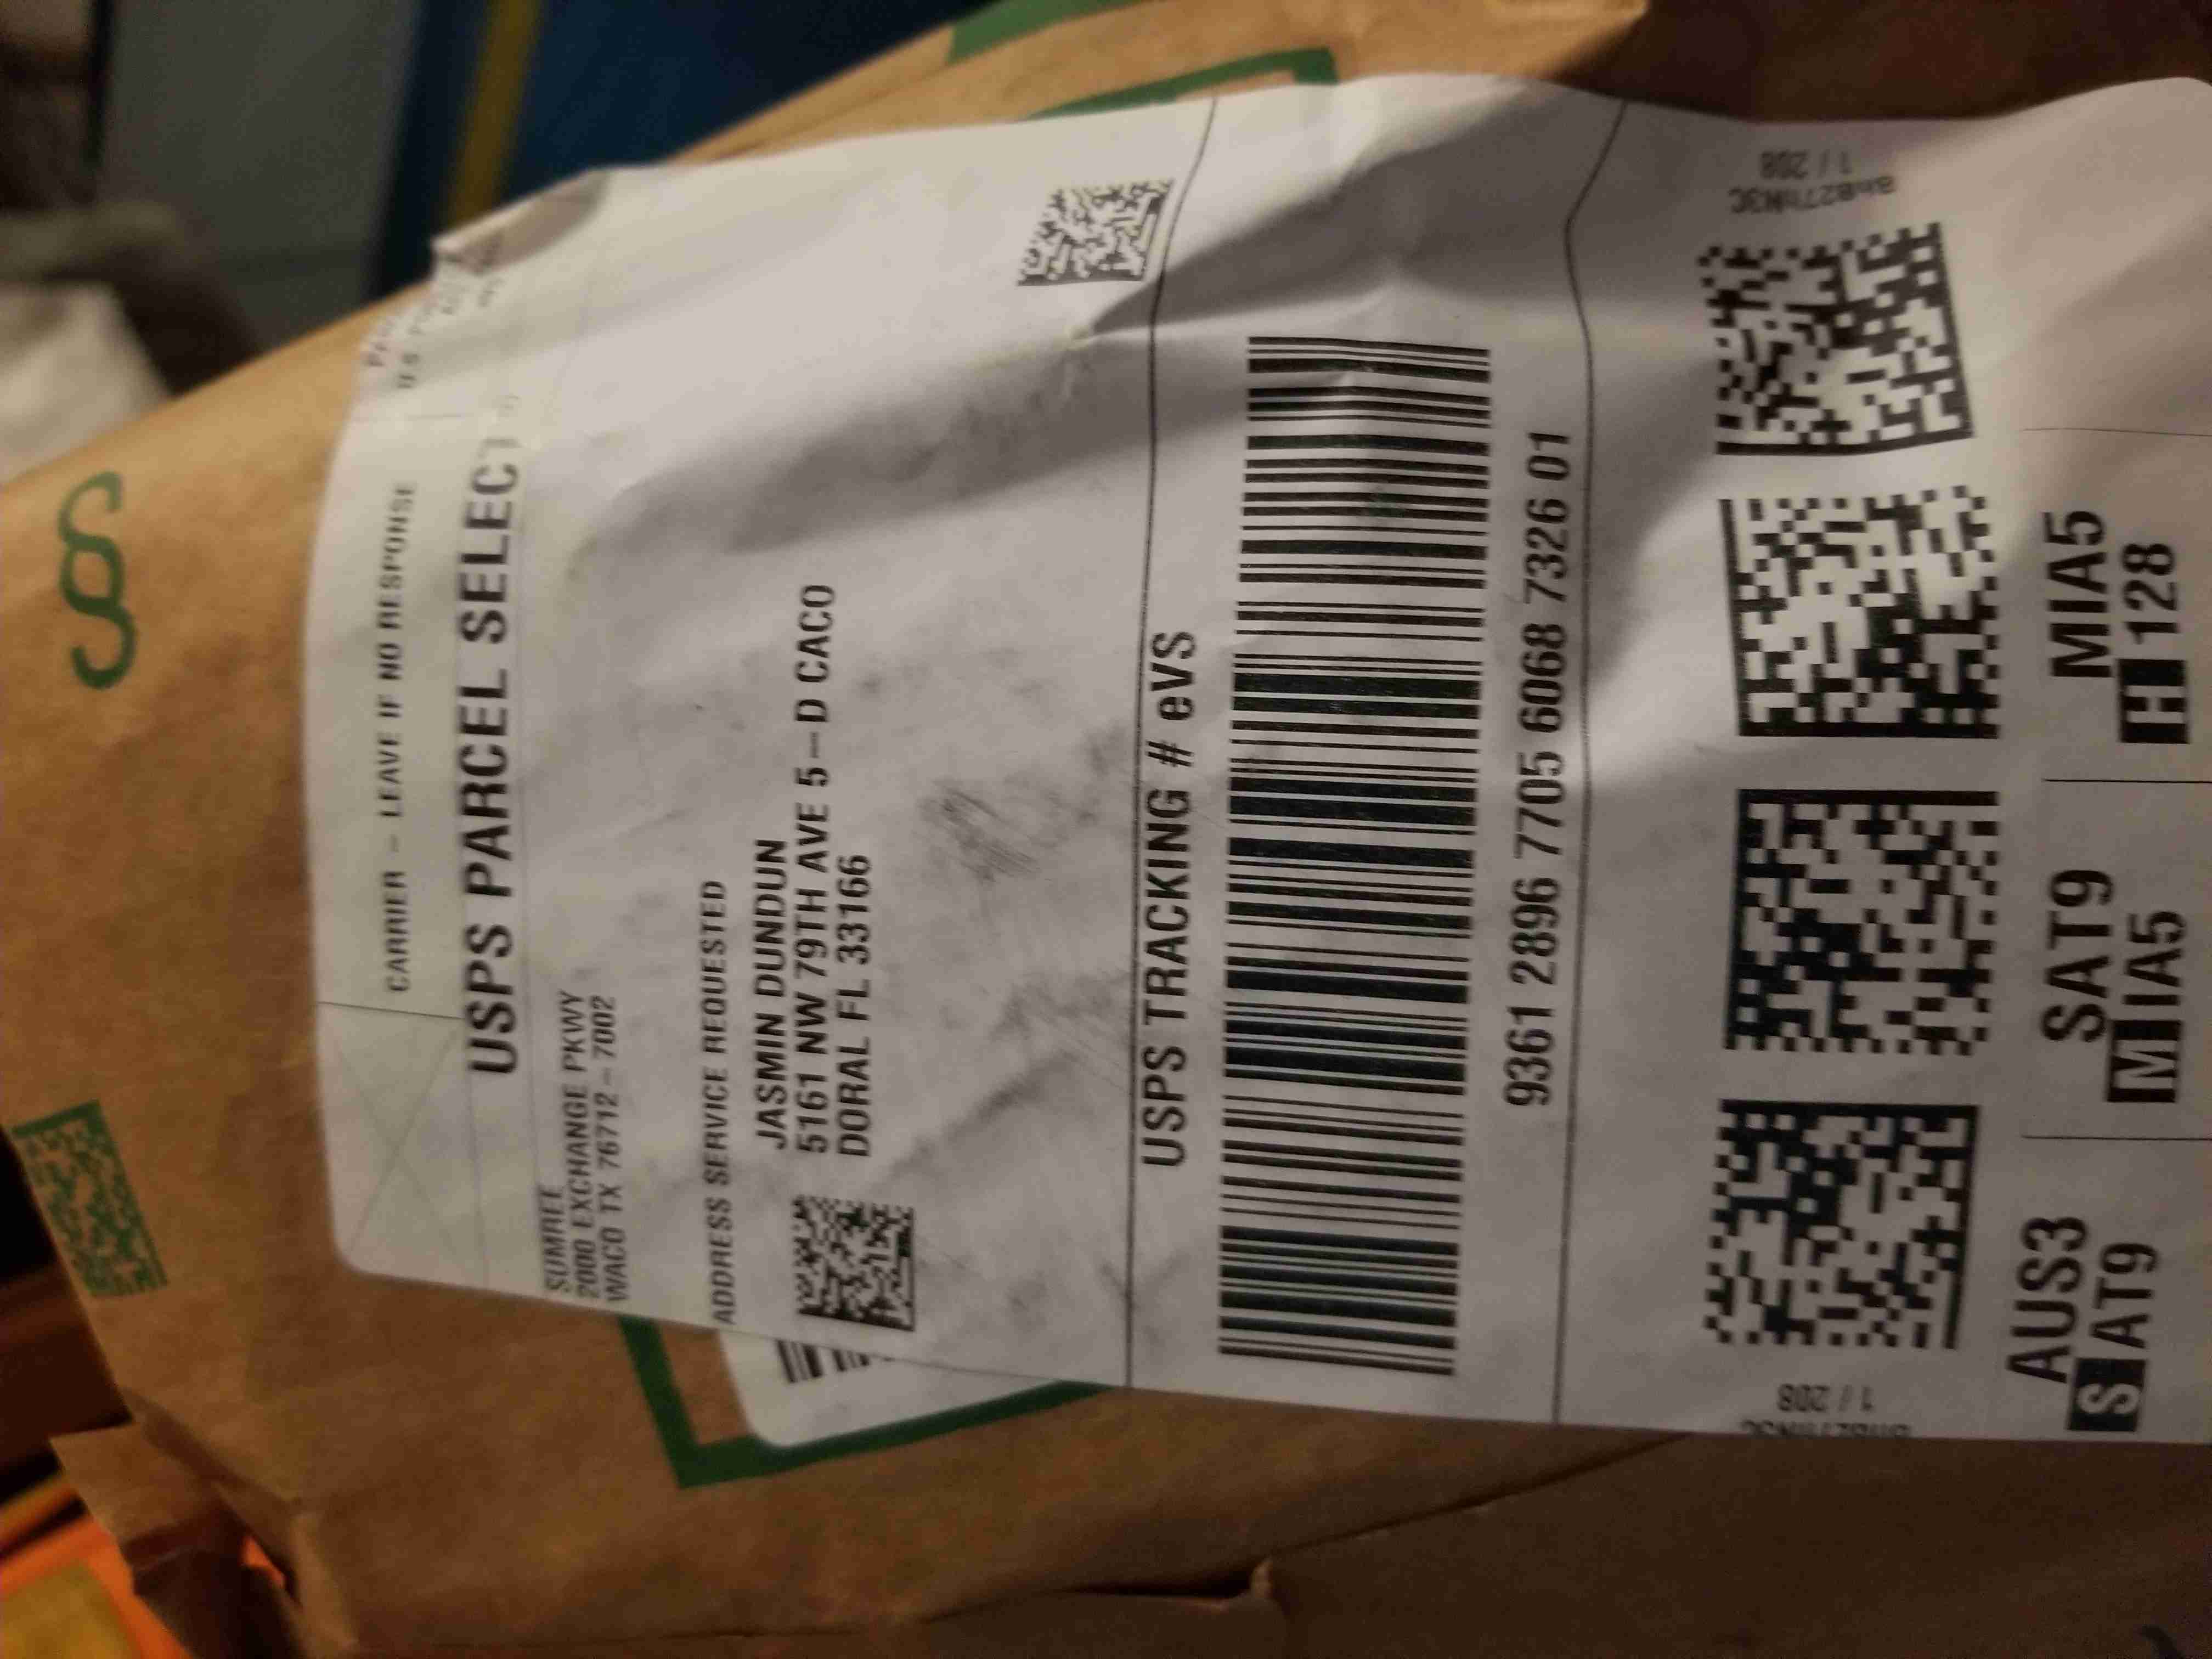 CARRIER - LEAVE IF NO RESPONSE
USPS PARCEL SELECT
SUMREE
2000 EXCHANGE PKWY
WACO TX 76712-7002
ADDRESS SERVICE REQUESTED
JASMIN DUNDUN
5161 NW 79TH AVE 5-D CACO
DORAL FL 33166
USPS TRACKING # eVS
9361 2896 7705 6068 7326 01
1 / 208
1 / 208
AUS3
SAT9
SAT9
MIA5
MIA5
H 128